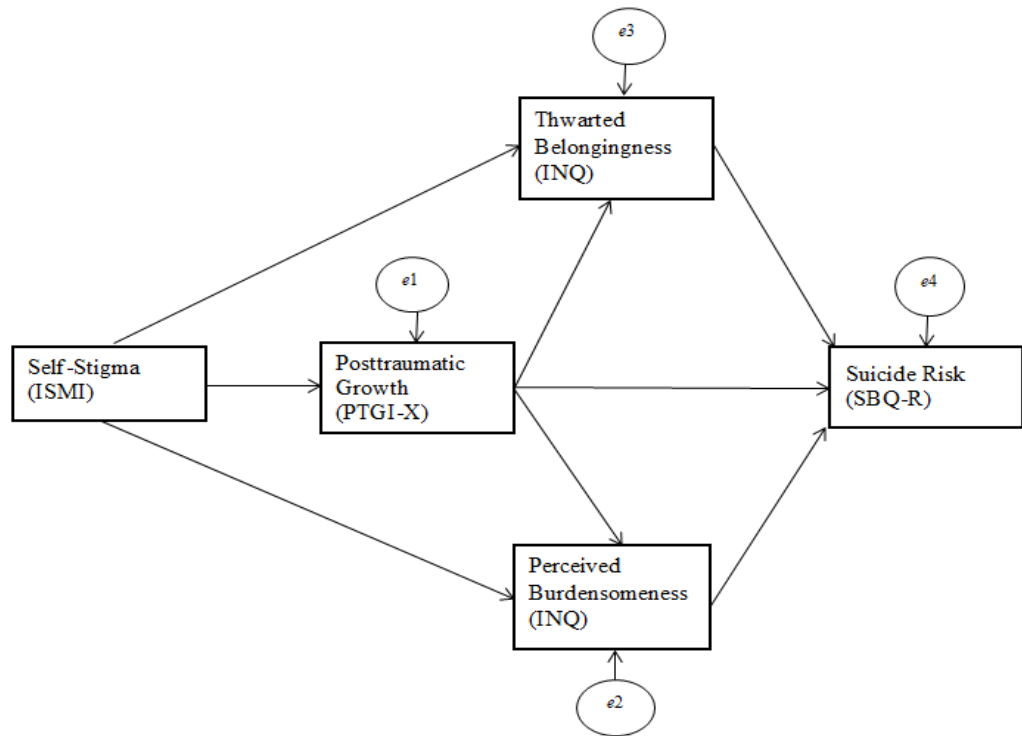 e3
Thwarted
Belongingness
(INQ)
e1
e4
Self-Stigma
(ISMI)
Posttraumatic
Growth
(PTGI-X)
Suicide Risk
(SBQ-R)
Perceived
Burdensomeness
(INQ)
e2